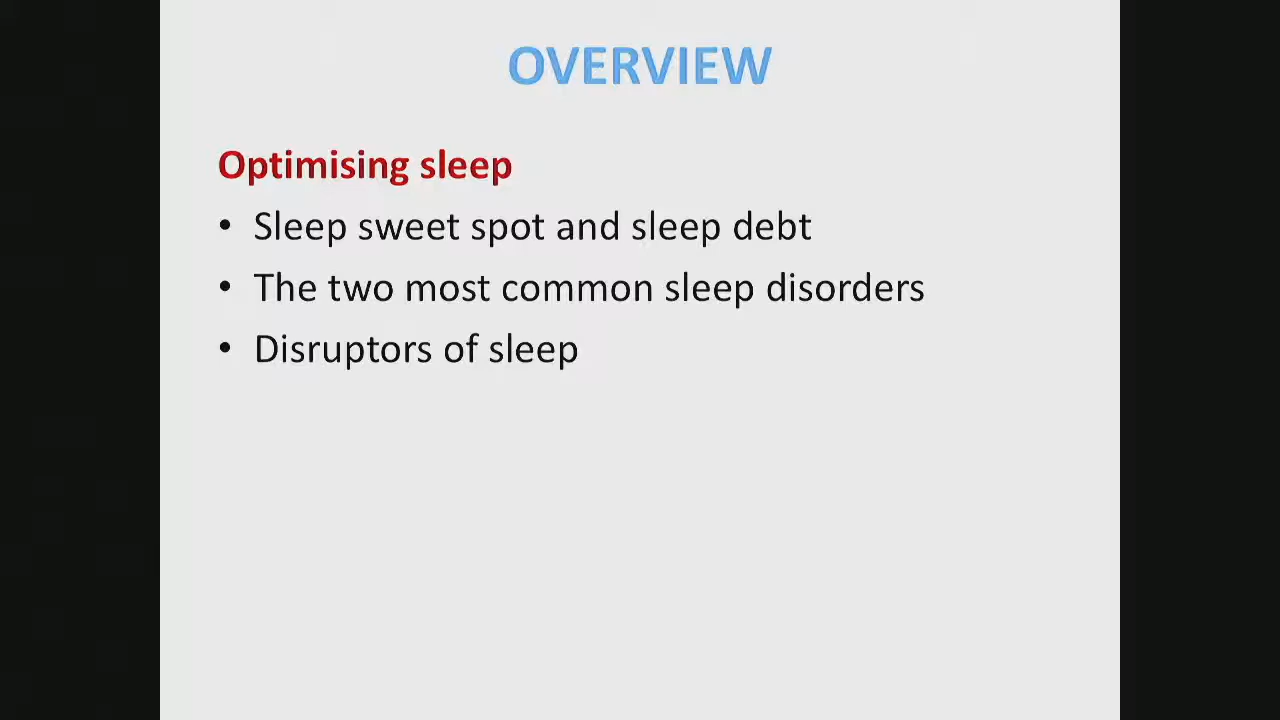 OVERVIEW
Optimising sleep
• Sleep sweet spot and sleep debt
• The two most common sleep disorders
• Disruptors of sleep